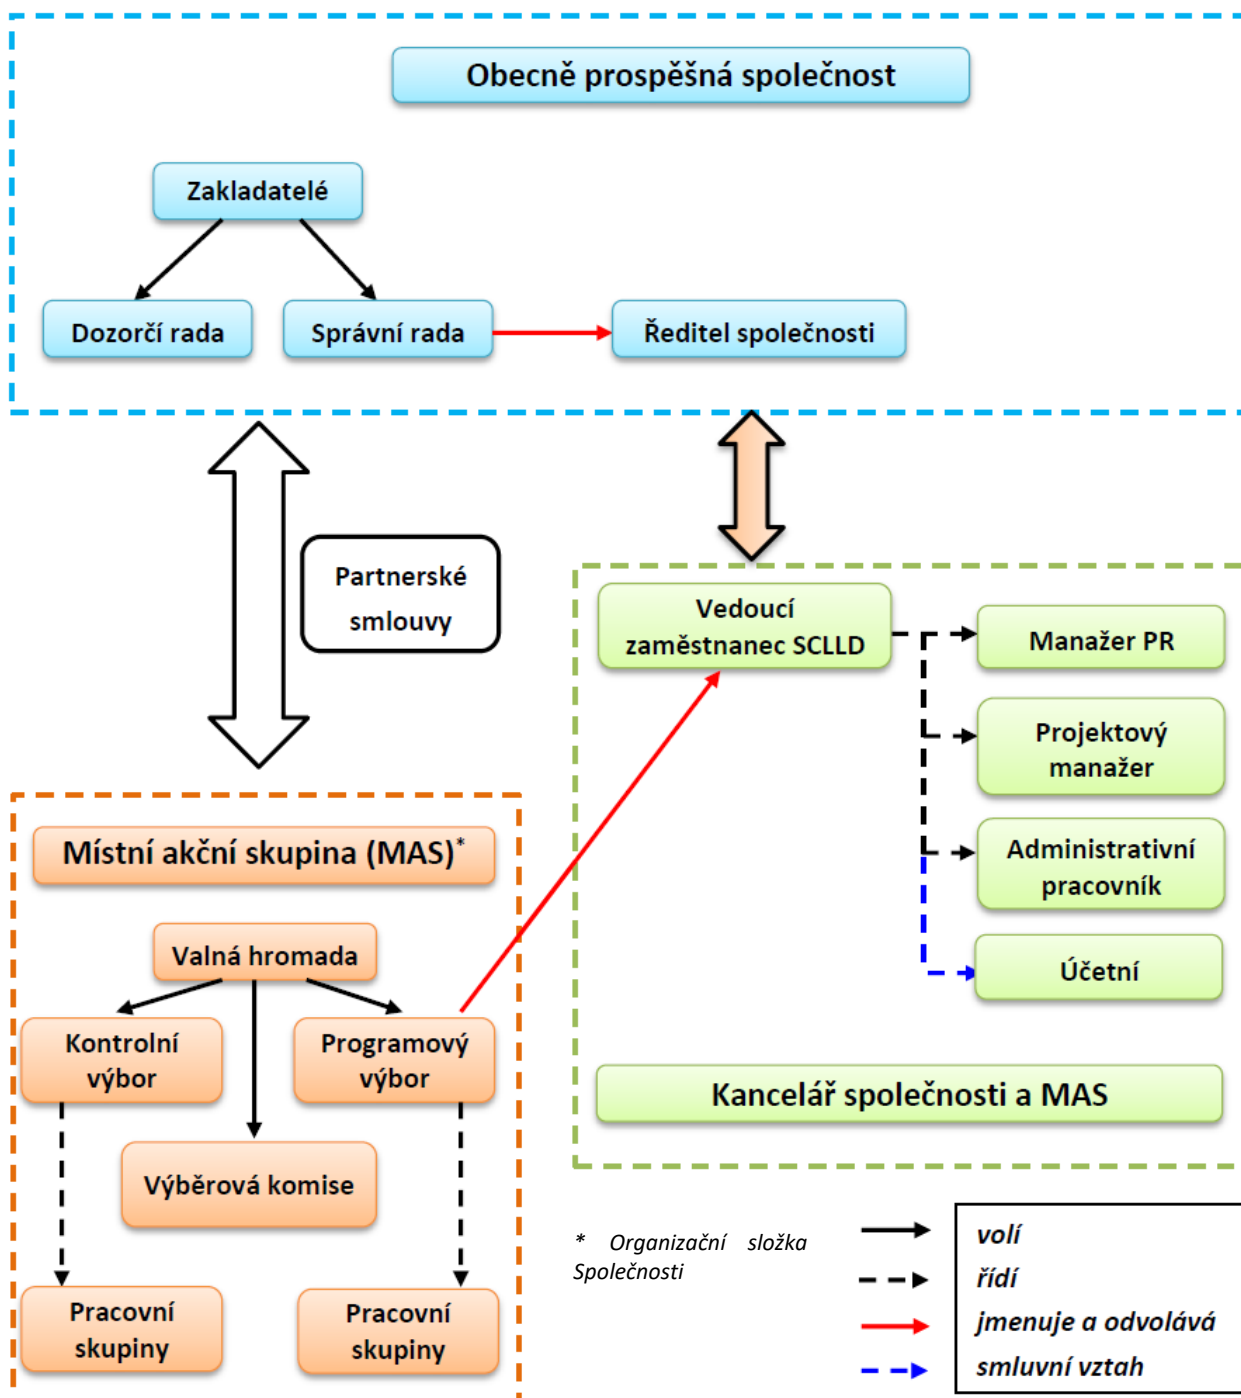 Obecně prospěšná společnost
Zakladatelé
Dozorčí rada
Správní rada
Ředitel společnosti
Partnerské
smlouvy
Vedoucí
zaměstnanec SCLLD
Manažer PR
Projektový
manažer
Administrativní
pracovník
Účetní
Kancelář společnosti a MAS
Místní akční skupina (MAS)*
Valná hromada
Kontrolní
výbor
Programový
výbor
Výběrová komise
Pracovní
skupiny
Pracovní
skupiny
* Organizační složka
Společnosti
volí
řídí
jmenuje a odvolává
smluvní vztah